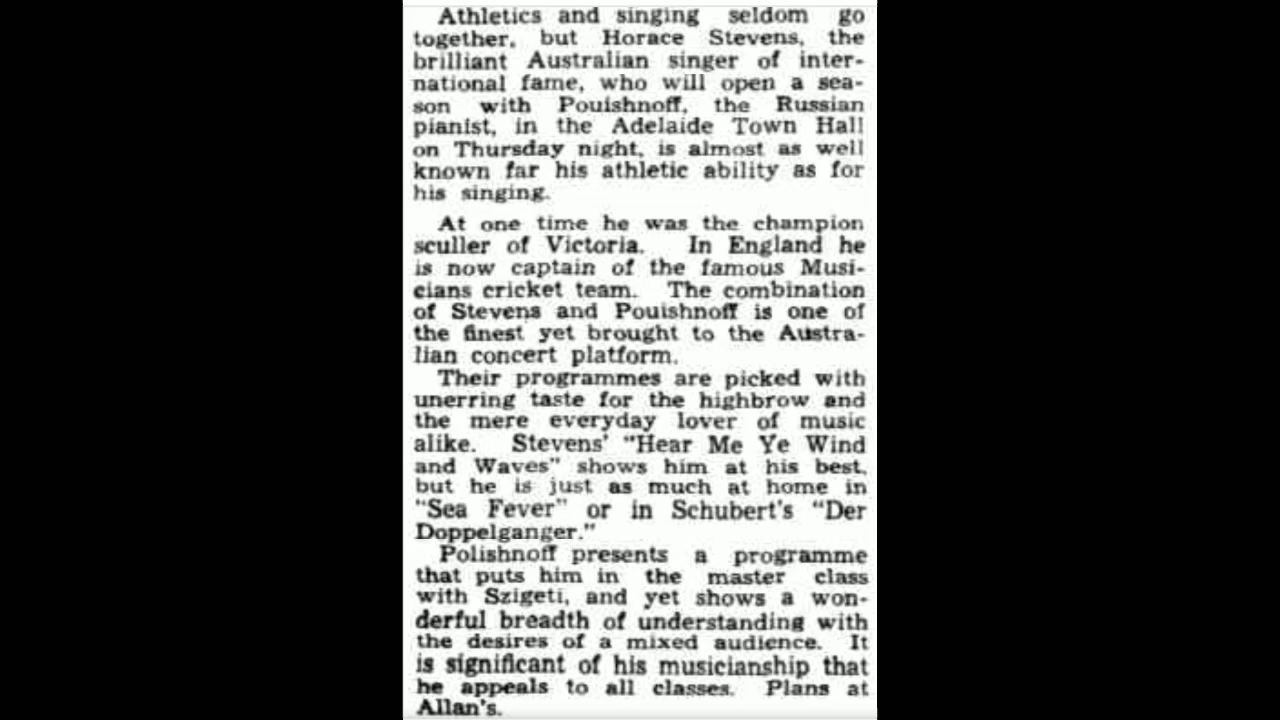 Athletics and singing seldom go
together, but Horace Stevens, the
brilliant Australian singer of inter-
national fame, who will open a sea-
son with Pouishnoff, the Russian
pianist, in the Adelaide Town Hall
on Thursday night, is almost as well
known far his athletic ability as for
his singing.
At one time he was the champion
sculler of Victoria. In England he
is now captain of the famous Musi-
cians cricket team. The combination
of Stevens and Pouishnoff is one of
the finest yet brought to the Austra-
lian concert platform.
Their programmes are picked with
unerring taste for the highbrow and
the mere everyday lover of music
alike. Stevens' "Hear Me Ye Wind
and Waves" shows him at his best,
but he is just as much at home in
"Sea Fever" or in Schubert's "Der
Doppelganger."
Polishnoff presents a programme
that puts him in the master class
with Szigeti, and yet shows a won-
derful breadth of understanding with
the desires of a mixed audience. It
is significant of his musicianship that
he appeals to all classes. Plans at
Allan's.